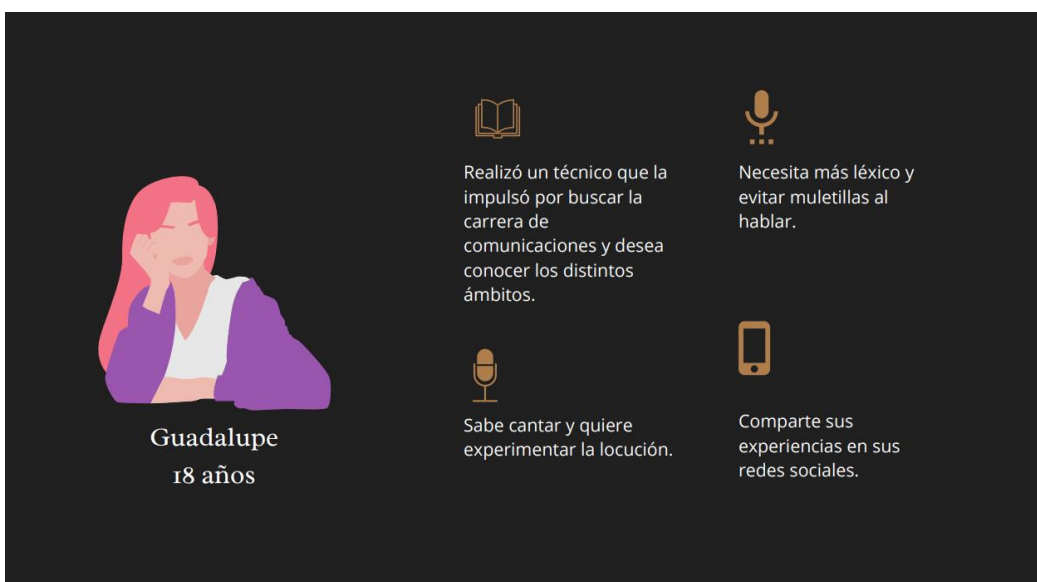 Realizó un técnico que la
impulsó por buscar la
carrera de
comunicaciones y desea
conocer los distintos
ámbitos.
Necesita más léxico y
evitar muletillas al
hablar.
Sabe cantar y quiere
experimentar la locución.
Comparte sus
experiencias en sus
redes sociales.
Guadalupe
18 años